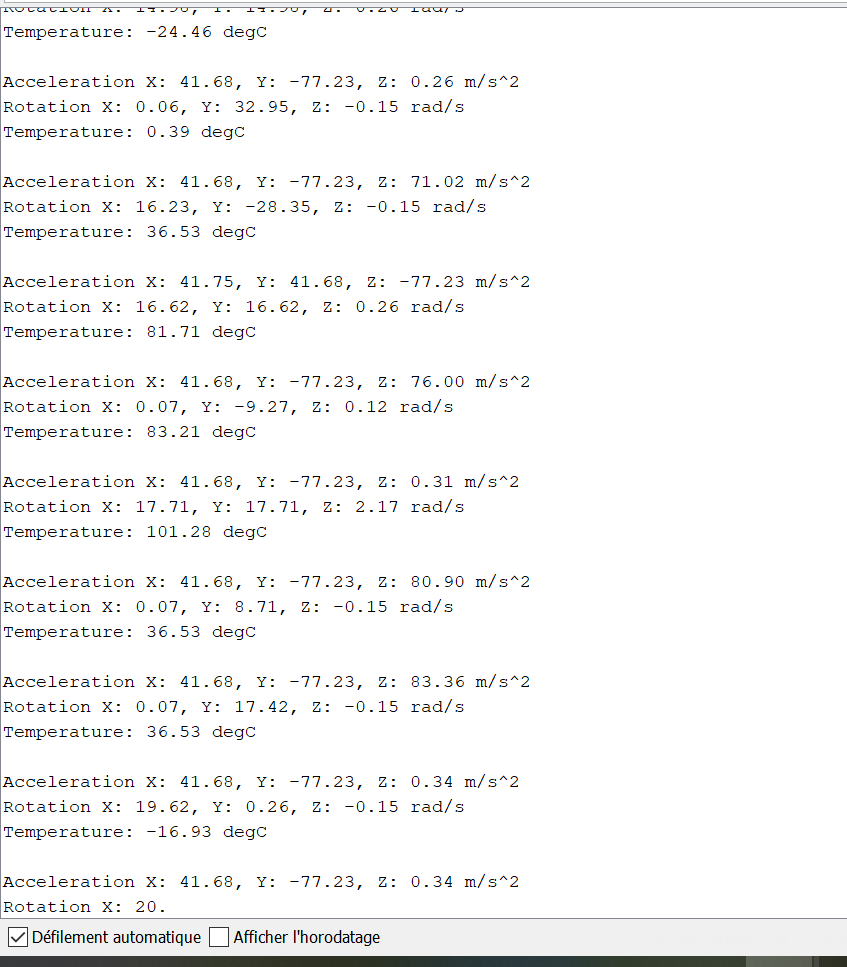 Temperature: -24.46 degC
Acceleration X: 41.68, Y: -77.23, Z: 0.26 m/s^2
Rotation X: 0.06, Y: 32.95, Z: -0.15 rad/s
Temperature: 0.39 degC
Acceleration X: 41.68, Y: -77.23, Z: 71.02 m/s^2
Rotation X: 16.23, Y: -28.35, Z: -0.15 rad/s
Temperature: 36.53 degC
Acceleration X: 41.75, Y: 41.68, Z: -77.23 m/s^2
Rotation X: 16.62, Y: 16.62, Z: 0.26 rad/s
Temperature: 81.71 degC
Acceleration X: 41.68, Y: -77.23, Z: 76.00 m/s^2
Rotation X: 0.07, Y: -9.27, Z: 0.12 rad/s
Temperature: 83.21 degC
Acceleration X: 41.68, Y: -77.23, Z: 0.31 m/s^2
Rotation X: 17.71, Y: 17.71, Z: 2.17 rad/s
Temperature: 101.28 degC
Acceleration X: 41.68, Y: -77.23, Z: 80.90 m/s^2
Rotation X: 0.07, Y: 8.71, Z: -0.15 rad/s
Temperature: 36.53 degC
Acceleration X: 41.68, Y: -77.23, Z: 83.36 m/s^2
Rotation X: 0.07, Y: 17.42, Z: -0.15 rad/s
Temperature: 36.53 degC
Acceleration X: 41.68, Y: -77.23, Z: 0.34 m/s^2
Rotation X: 19.62, Y: 0.26, Z: -0.15 rad/s
Temperature: -16.93 degC
Acceleration X: 41.68, Y: -77.23, Z: 0.34 m/s^2
Rotation X: 20.
Défilement automatique Afficher l'horodatage